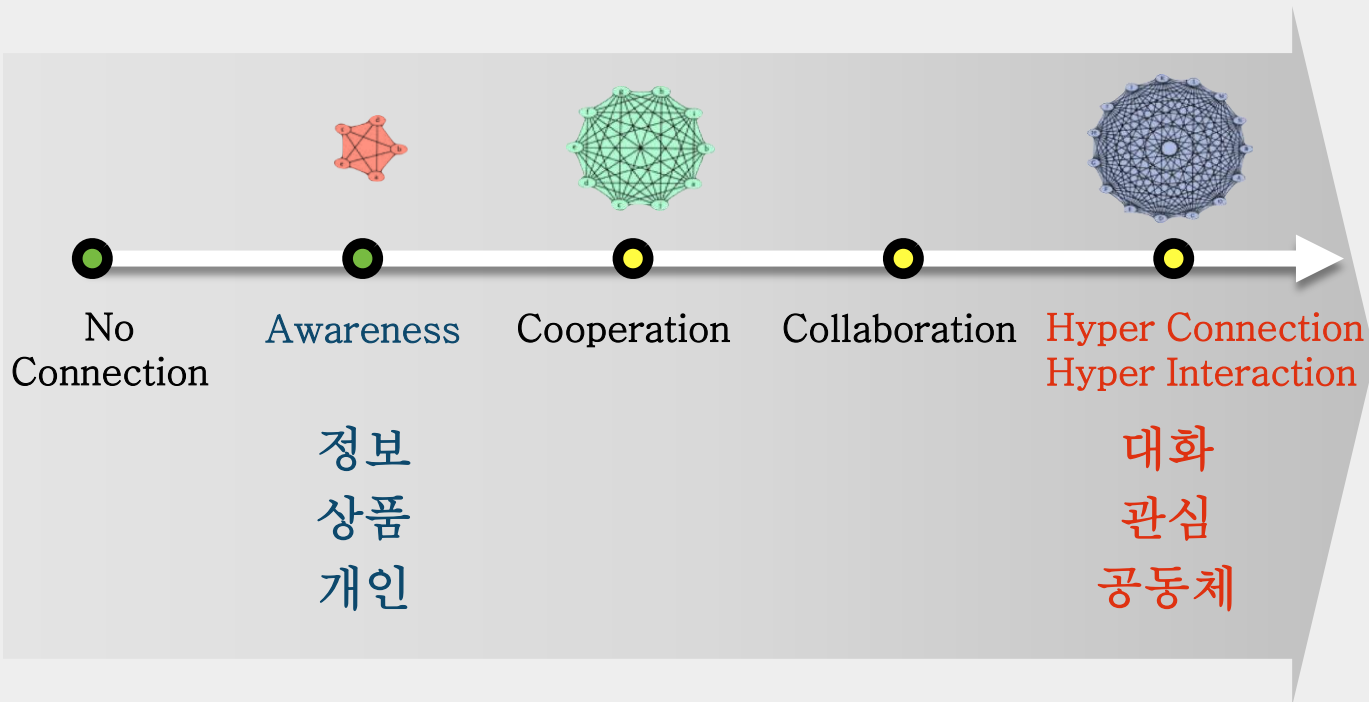 No
Connection
Awareness
Cooperation
Collaboration
Hyper Connection
Hyper Interaction
정보
상품
개인
대화
관심
공동체